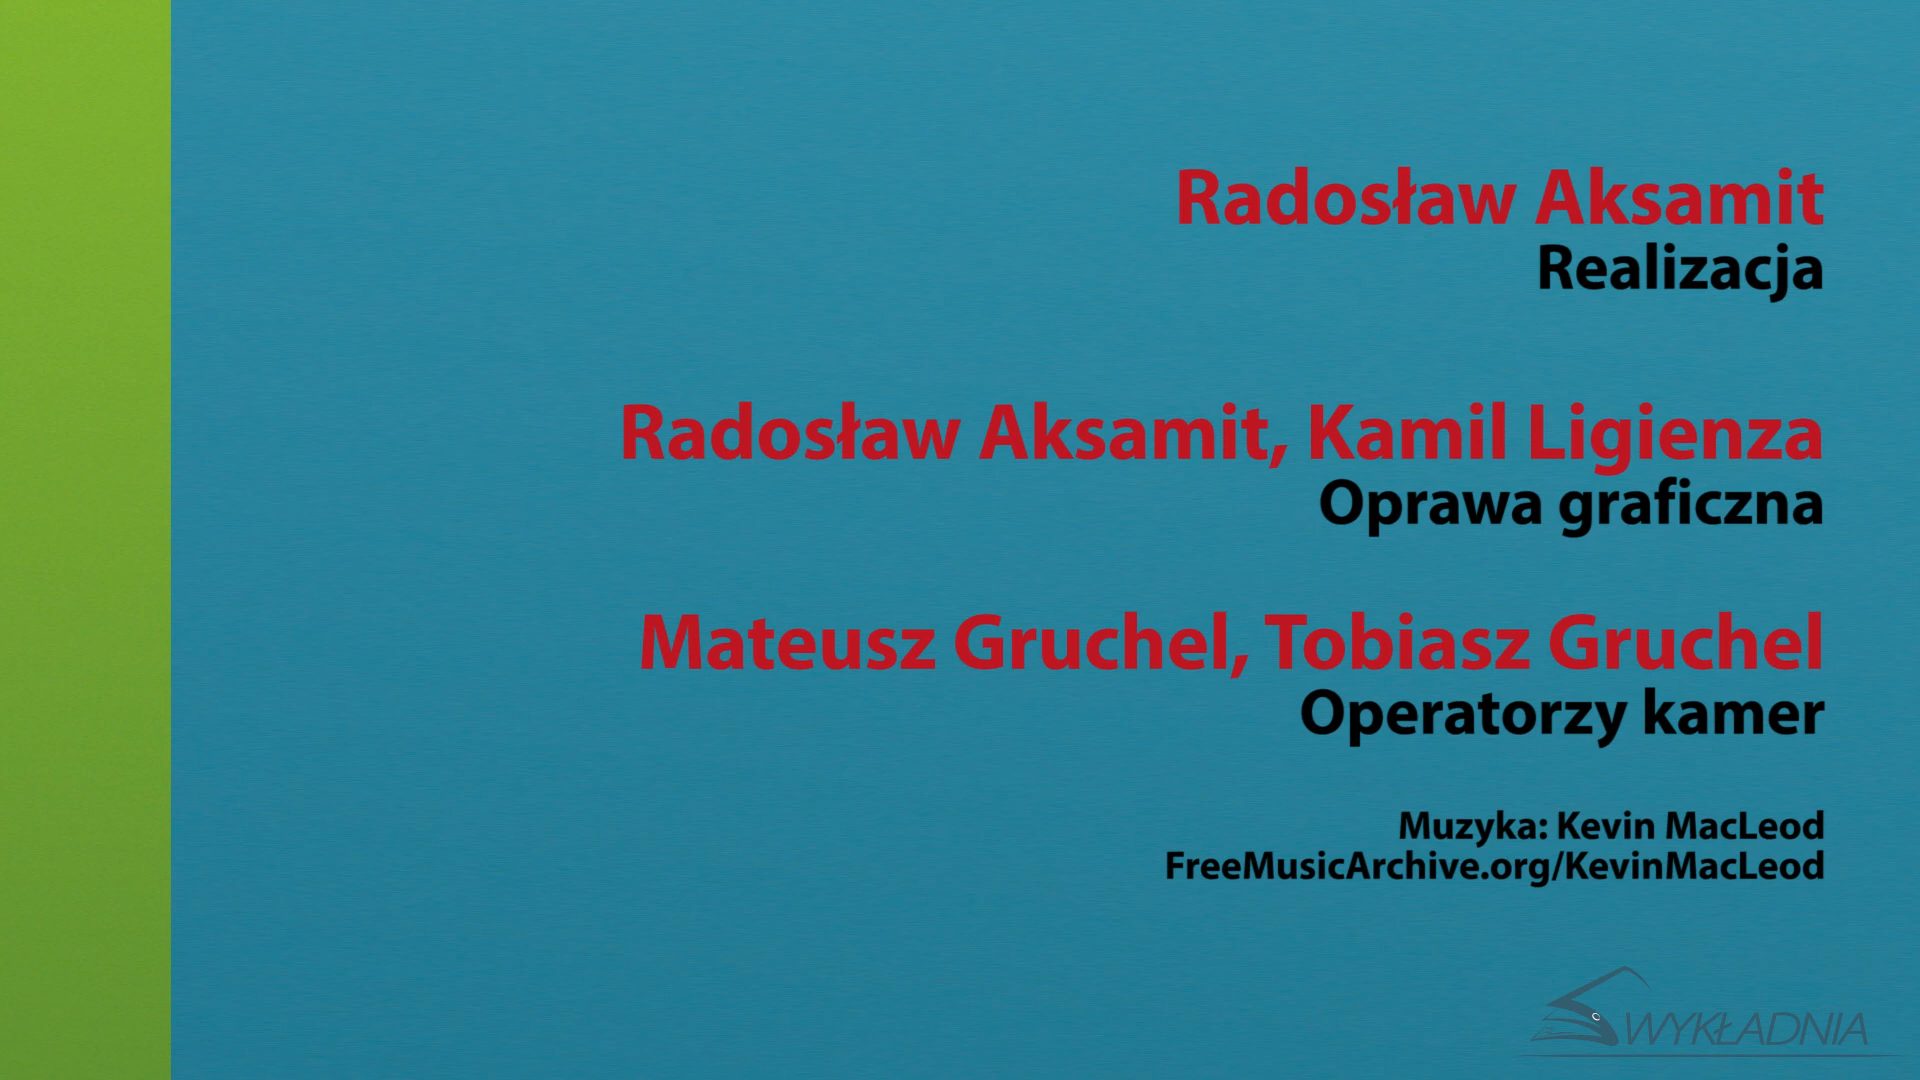 Radosław Aksamit
Realizacja
Radosław Aksamit, Kamil Ligienza
Oprawa graficzna
Mateusz Gruchel, Tobiasz Gruchel
Operatorzy kamer
Muzyka: Kevin MacLeod
FreeMusicArchive.org/KevinMacLeod
WYKŁADNIA